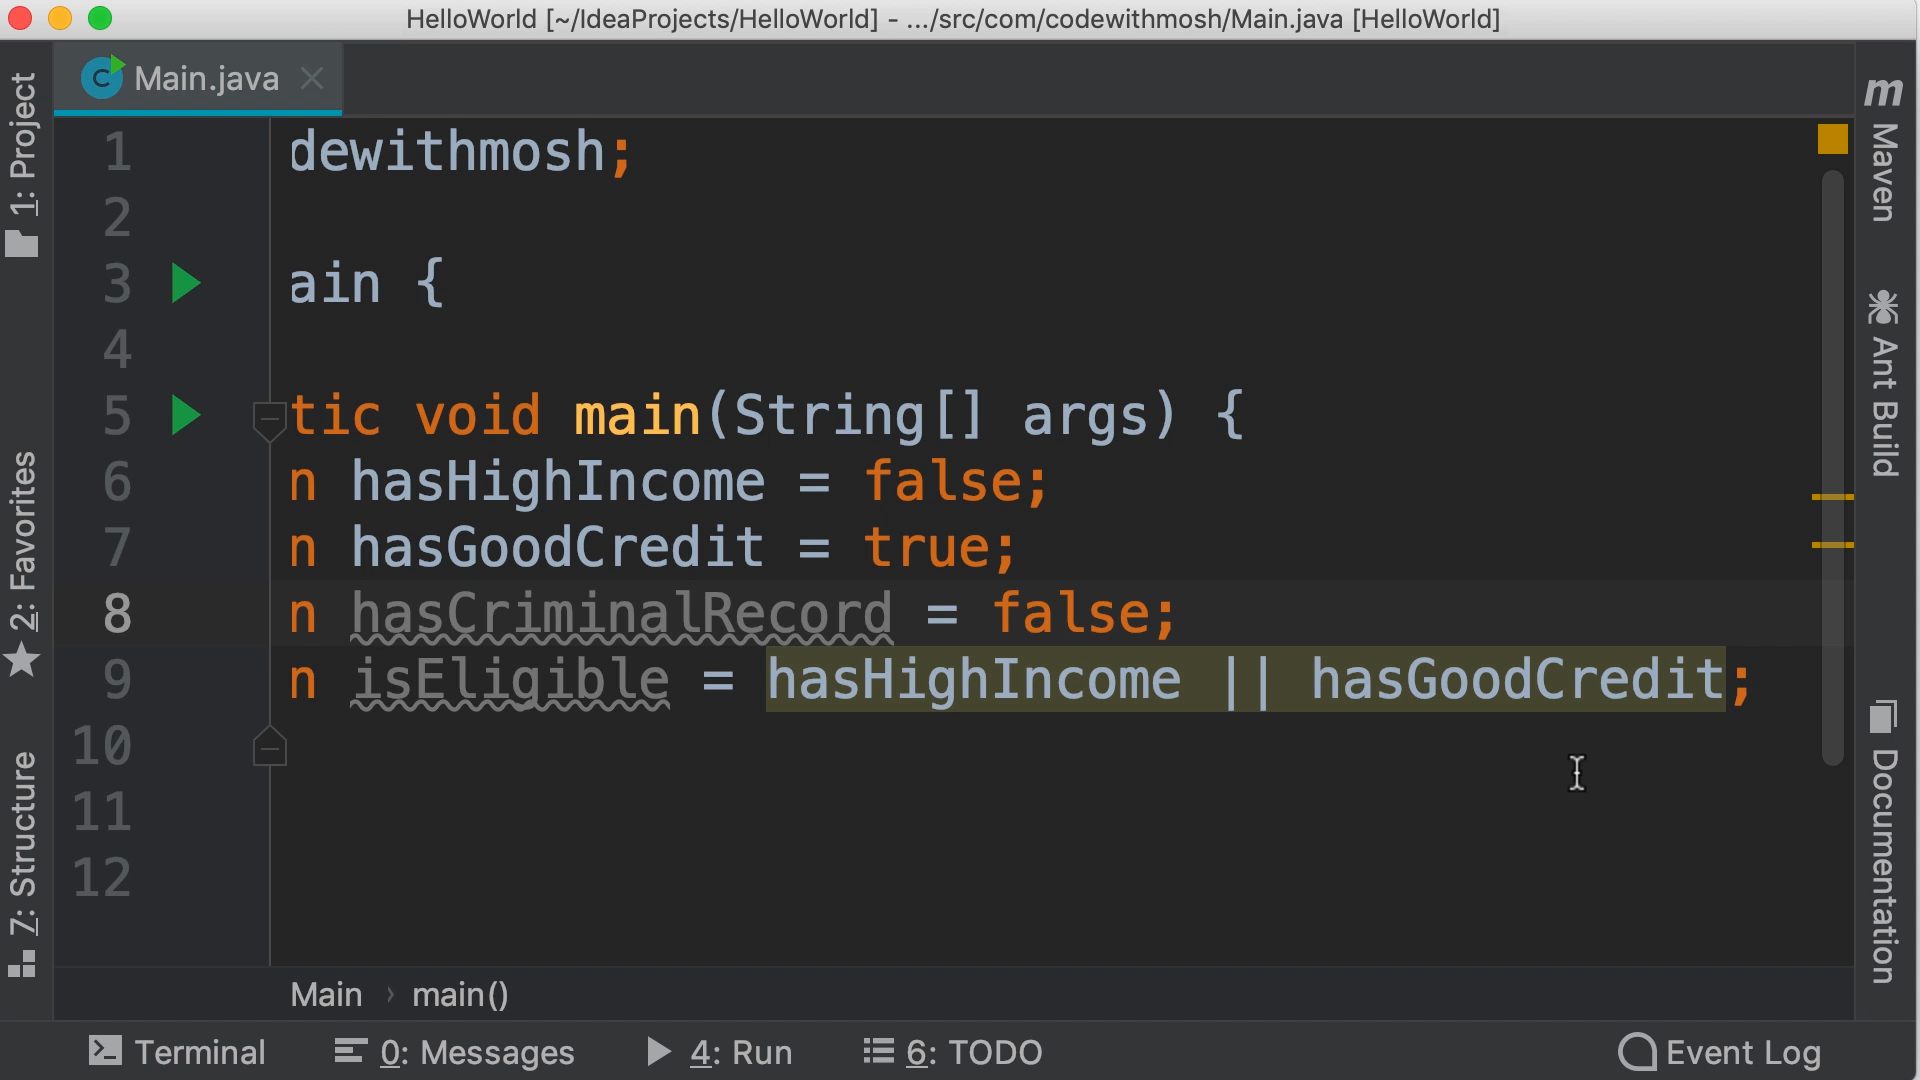 HelloWorld [~/IdeaProjects/HelloWorld] - .../src/com/codewithmosh/Main.java [HelloWorld]
Main.java
1: Project
2: Favorites
7: Structure
1 dewithmosh;
2
3 ain {
4
5 tic void main(String[] args) {
6 n hasHighIncome = false;
7 n hasGoodCredit = true;
8 n hasCriminalRecord = false;
9 n isEligible = hasHighIncome || hasGoodCredit;
10
11
12
m Maven
Ant Build
Documentation
Main › main()
Terminal
0: Messages
4: Run
6: TODO
Event Log